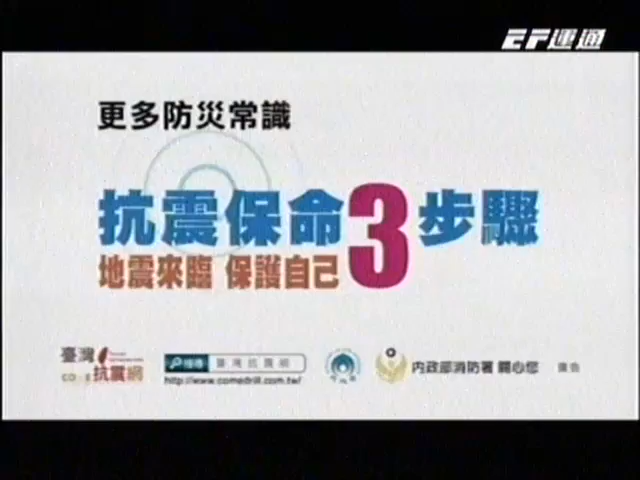 EF運通
更多防災常識
抗震保命3步驟
地震來臨 保護自己
臺灣
抗震網
搜尋 臺灣抗震網
http://www.comedrill.com.tw/
內政部消防署 關心您 廣告